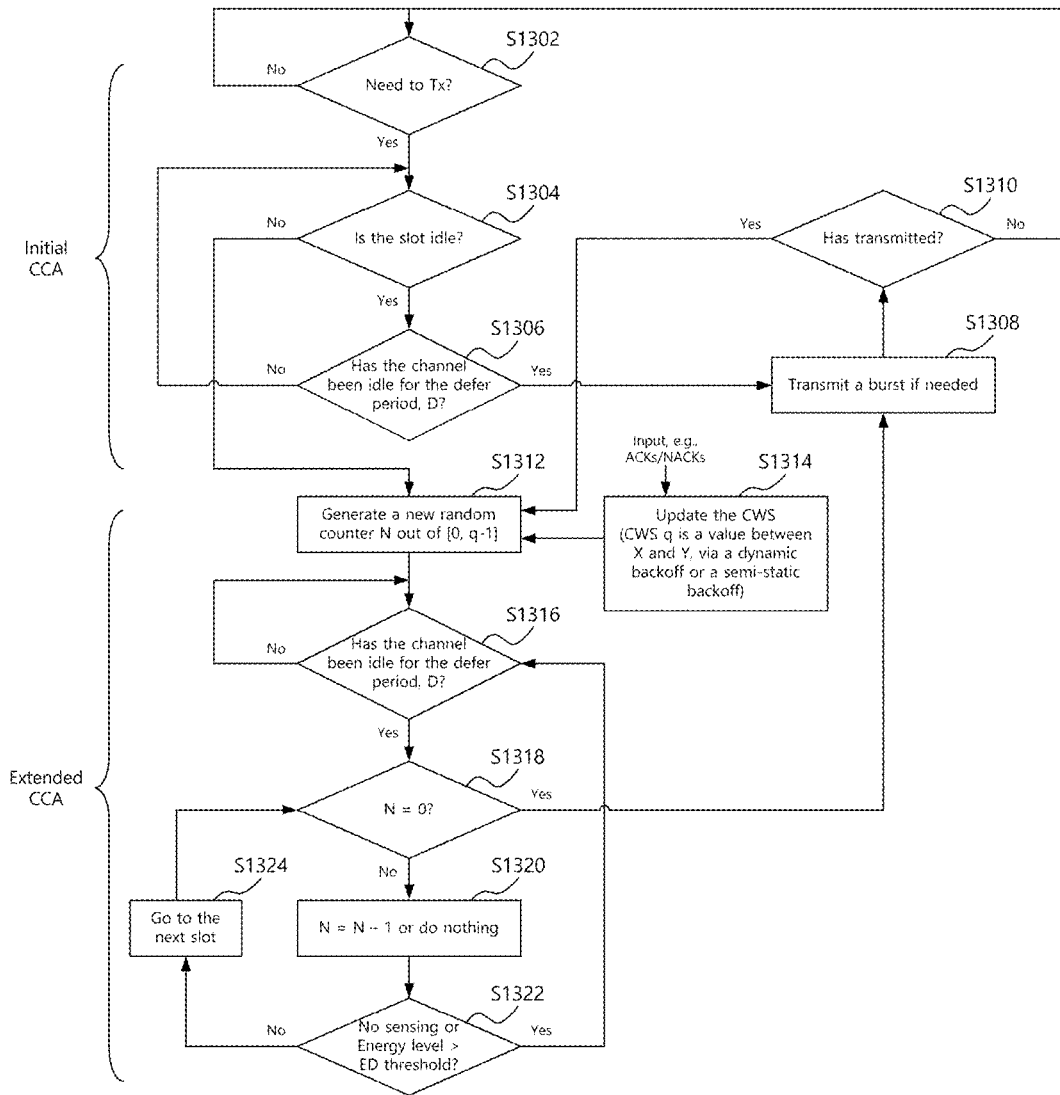 S1302
No
Need to Tx?
Yes
S1304
No
Is the slot idle?
Yes
S1310
Yes
Has transmitted?
No
Initial
CCA
S1306
No
Has the channel
been idle for the defer
period, D?
Yes
S1308
Transmit a burst if needed
Input, e.g.,
ACKs/NACKs
S1312
Generate a new random
counter N out of [0, q-1]
S1314
Update the CWS
(CWS q is a value between
X and Y, via a dynamic
backoff or a semi-static
backoff)
S1316
No
Has the channel
been idle for the defer
period, D?
Yes
Extended
CCA
S1318
N = 0?
Yes
No
S1324
Go to the
next slot
S1320
N = N - 1 or do nothing
S1322
No
No sensing or
Energy level >
ED threshold?
Yes